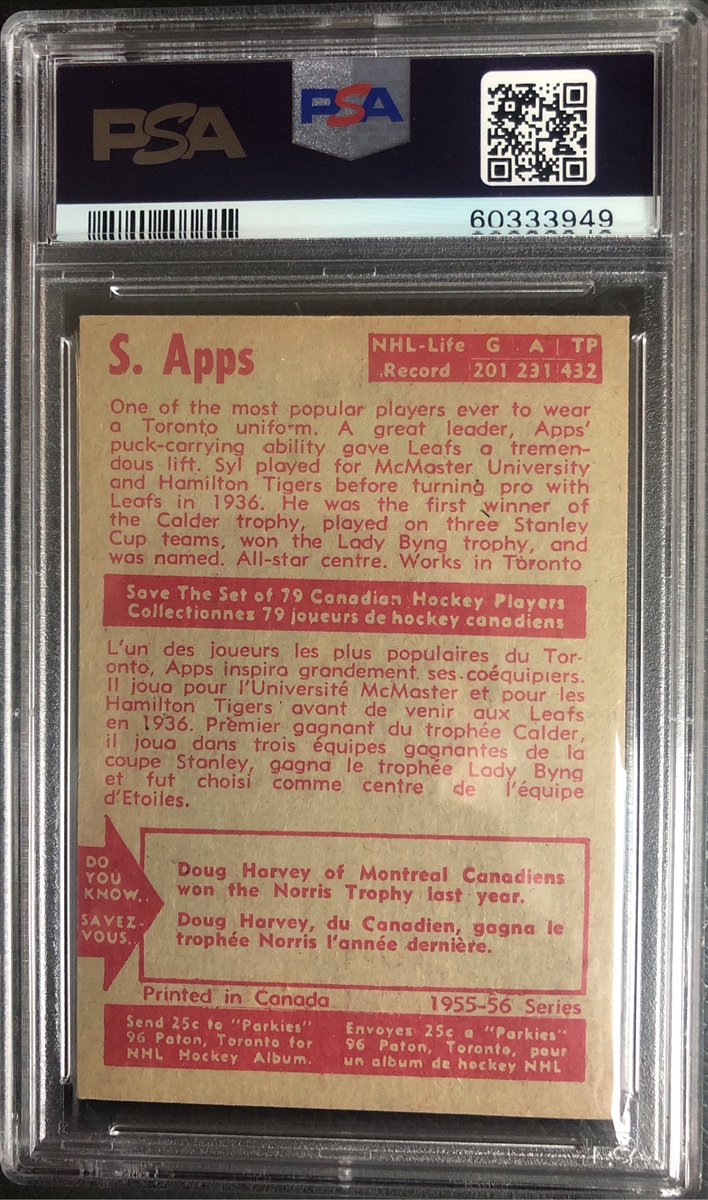 PSA
PSA
60333949
S. Apps
NHL-Life G A TP
Record 201 231 432
One of the most popular players ever to wear
a Toronto uniform. A great leader, Apps'
puck-carrying ability gave Leafs a tremen-
dous lift. Syl played for McMaster University
and Hamilton Tigers before turning pro with
Leafs in 1936. He was the first winner of
the Calder trophy, played on three Stanley
Cup teams, won the Lady Byng trophy, and
was named. All-star centre. Works in Toronto
Save The Set of 79 Canadian Hockey Players
Collectionnez 79 joueurs de hockey canadiens
L'un des joueurs les plus populaires du Tor-
onto, Apps inspira grandement ses coéquipiers.
Il joua pour l'Université McMaster et pour les
Hamilton Tigers avant de venir aux Leafs
en 1936. Prèmier gagnant du trophée Calder,
il joua dans trois équipes gagnantes de la
coupe Stanley, gagna le trophée Lady Byng
et fut choisi comme centre de l'équipe
d'Etoiles.
DO
YOU
KNOW..
SAVEZ-
VOUS.
Doug Harvey of Montreal Canadiens
won the Norris Trophy last year.
Doug Harvey, du Canadien, gagna le
trophée Norris l'année dernière.
Printed in Canada 1955-56 Series
Send 25c to "Parkies"
96 Paton, Toronto for
NHL Hockey Album.
Envoyez 25c a "Parkies"
96 Paton, Toronto, pour
un album de hockey NHL